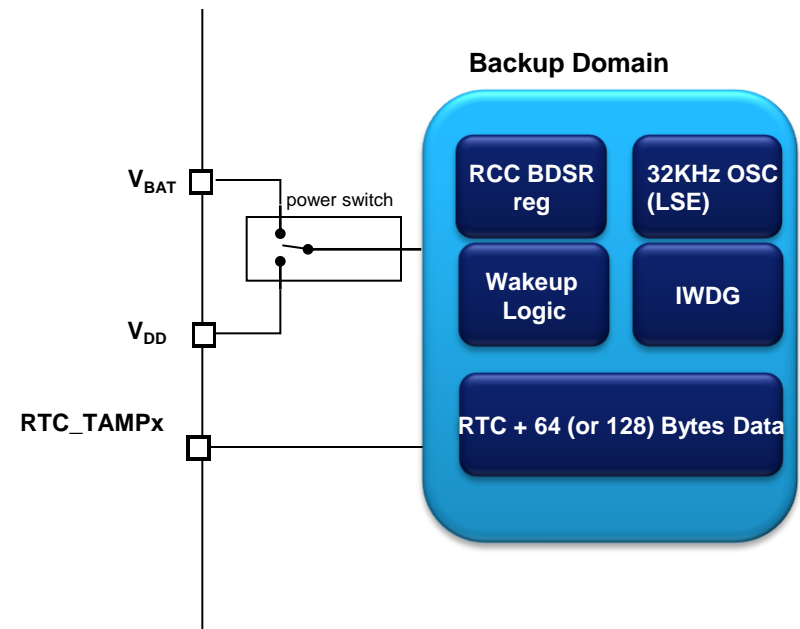 Backup Domain
RCC BDSR
reg
32KHz OSC
(LSE)
VBAT
power switch
Wakeup
Logic
IWDG
VDD
RTC_TAMPx
RTC + 64 (or 128) Bytes Data